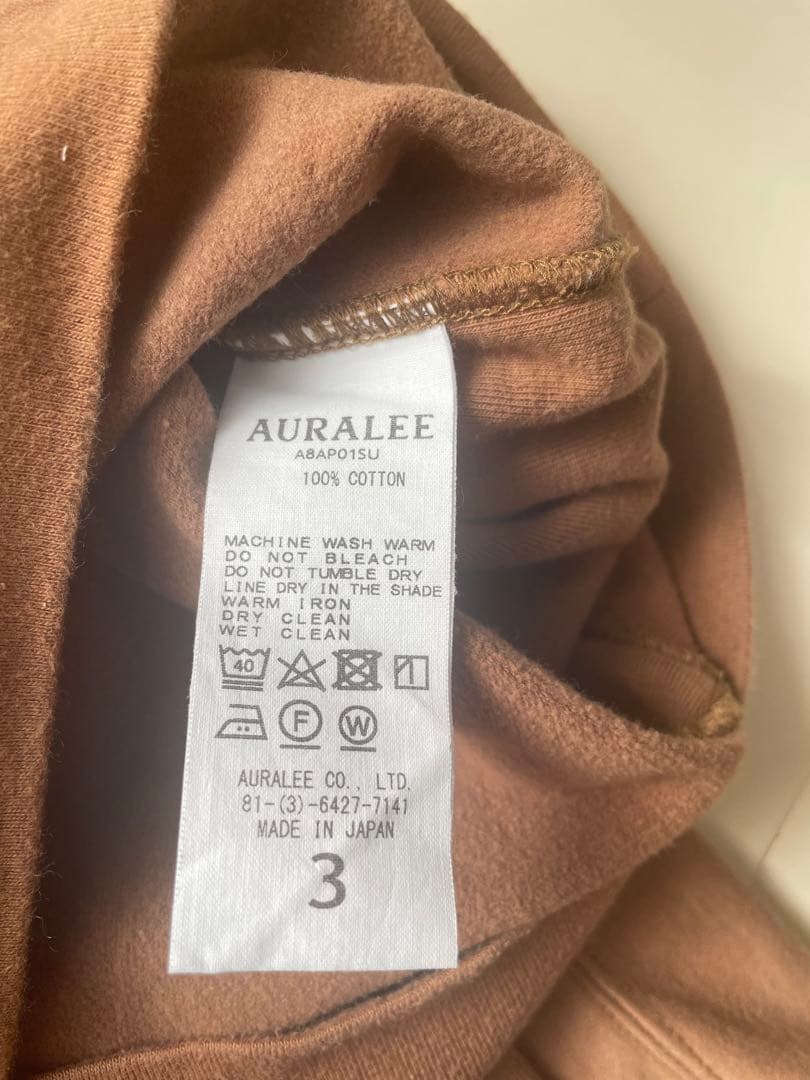 AURALEE
A8AP01SU
100% COTTON
MACHINE WASH WARM
DO NOT BLEACH
DO NOT TUMBLE DRY
LINE DRY IN THE SHADE
WARM IRON
DRY CLEAN
WET CLEAN
40
F W
AURALEE CO., LTD.
81-(3)-6427-7141
MADE IN JAPAN
3